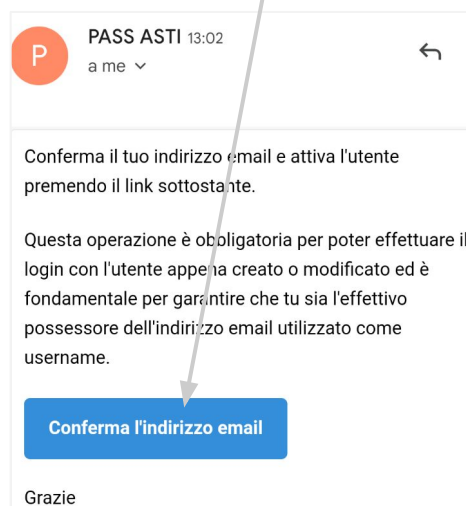 P
PASS ASTI 13:02
a me
Conferma il tuo indirizzo email e attiva l'utente
premendo il link sottostante.
Questa operazione è obbligatoria per poter effettuare il
login con l'utente appena creato o modificato ed è
fondamentale per garantire che tu sia l'effettivo
possessore dell'indirizzo email utilizzato come
username.
Conferma l'indirizzo email
Grazie